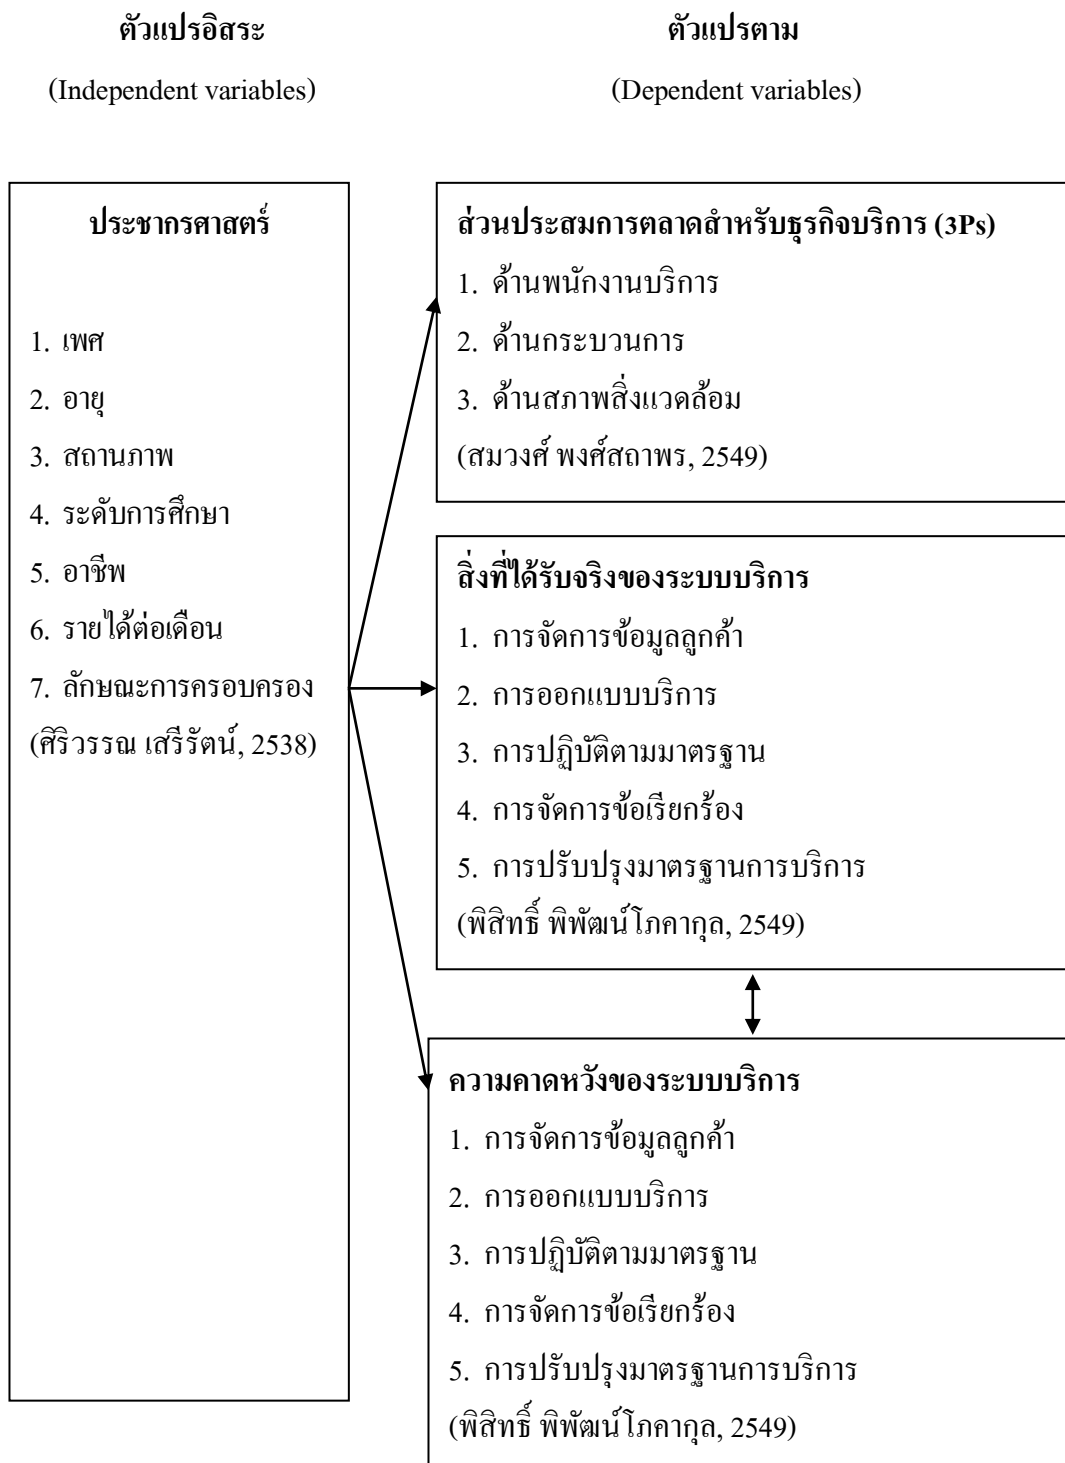 ตัวแปรอิสระ
(Independent variables)
ตัวแปรตาม
(Dependent variables)
ประชากรศาสตร์
1. เพศ
2. อายุ
3. สถานภาพ
4. ระดับการศึกษา
5. อาชีพ
6. รายได้ต่อเดือน
7. ลักษณะการครอบครอง
(ศิริวรรณ เสรีรัตน์, 2538)
ส่วนประสมการตลาดสำหรับธุรกิจบริการ (3Ps)
1. ด้านพนักงานบริการ
2. ด้านกระบวนการ
3. ด้านสภาพสิ่งแวดล้อม
(สมวงศ์ พงศ์สถาพร, 2549)
สิ่งที่ได้รับจริงของระบบบริการ
1. การจัดการข้อมูลลูกค้า
2. การออกแบบบริการ
3. การปฏิบัติตามมาตรฐาน
4. การจัดการข้อเรียกร้อง
5. การปรับปรุงมาตรฐานการบริการ
(พิสิทธิ์ พิพัฒน์โภคากุล, 2549)
ความคาดหวังของระบบบริการ
1. การจัดการข้อมูลลูกค้า
2. การออกแบบบริการ
3. การปฏิบัติตามมาตรฐาน
4. การจัดการข้อเรียกร้อง
5. การปรับปรุงมาตรฐานการบริการ
(พิสิทธิ์ พิพัฒน์โภคากุล, 2549)